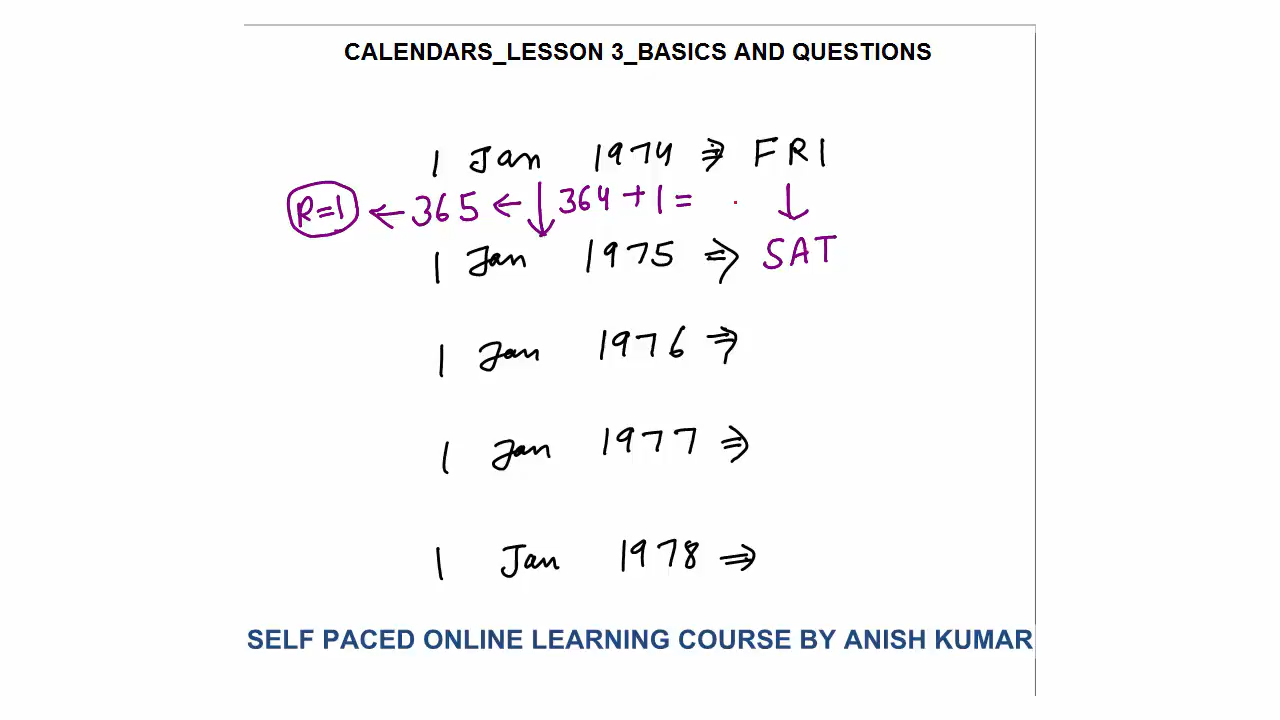 CALENDARS_LESSON 3_BASICS AND QUESTIONS
1 Jan 1974 ⇒ FRI
R=1 ← 365 ← ↓ 364 + 1 = ↓
1 Jan 1975 ⇒ SAT
1 Jan 1976 ⇒
1 Jan 1977 ⇒
1 Jan 1978 ⇒
SELF PACED ONLINE LEARNING COURSE BY ANISH KUMAR